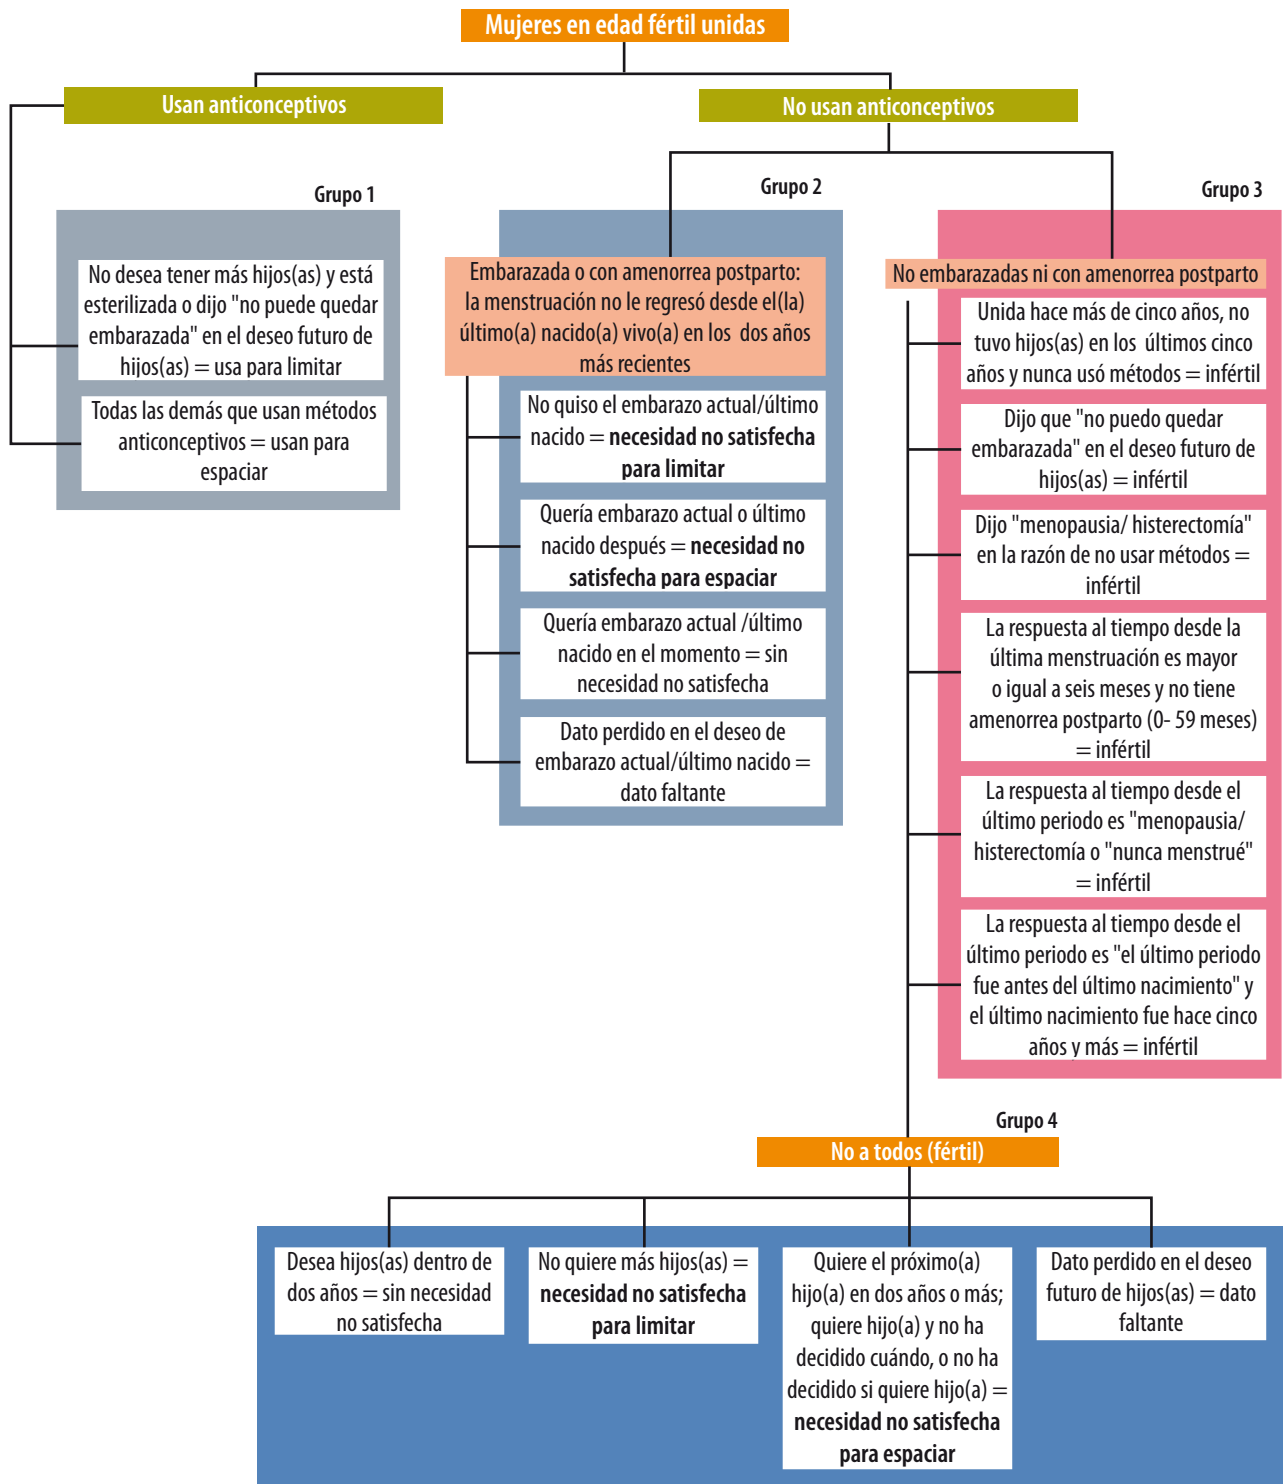 Mujeres en edad fértil unidas
Usan anticonceptivos
No usan anticonceptivos
Grupo 1
No desea tener más hijos(as) y está
esterilizada o dijo "no puede quedar
embarazada" en el deseo futuro de
hijos(as) = usa para limitar
Todas las demás que usan métodos
anticonceptivos = usan para
espaciar
Grupo 2
Embarazada o con amenorrea postparto:
la menstruación no le regresó desde el(la)
último(a) nacido(a) vivo(a) en los dos años
más recientes
No quiso el embarazo actual/último
nacido = necesidad no satisfecha
para limitar
Quería embarazo actual o último
nacido después = necesidad no
satisfecha para espaciar
Quería embarazo actual /último
nacido en el momento = sin
necesidad no satisfecha
Dato perdido en el deseo de
embarazo actual/último nacido =
dato faltante
Grupo 3
No embarazadas ni con amenorrea postparto
Unida hace más de cinco años, no
tuvo hijos(as) en los últimos cinco
años y nunca usó métodos = infértil
Dijo que "no puedo quedar
embarazada" en el deseo futuro de
hijos(as) = infértil
Dijo "menopausia/ histerectomía"
en la razón de no usar métodos =
infértil
La respuesta al tiempo desde la
última menstruación es mayor
o igual a seis meses y no tiene
amenorrea postparto (0- 59 meses)
= infértil
La respuesta al tiempo desde el
último periodo es "menopausia/
histerectomía o "nunca menstrué"
= infértil
La respuesta al tiempo desde el
último periodo es "el último periodo
fue antes del último nacimiento" y
el último nacimiento fue hace cinco
años y más = infértil
Grupo 4
No a todos (fértil)
Desea hijos(as) dentro de
dos años = sin necesidad
no satisfecha
No quiere más hijos(as) =
necesidad no satisfecha
para limitar
Quiere el próximo(a)
hijo(a) en dos años o más;
quiere hijo(a) y no ha
decidido cuándo, o no ha
decidido si quiere hijo(a) =
necesidad no satisfecha
para espaciar
Dato perdido en el deseo
futuro de hijos(as) = dato
faltante